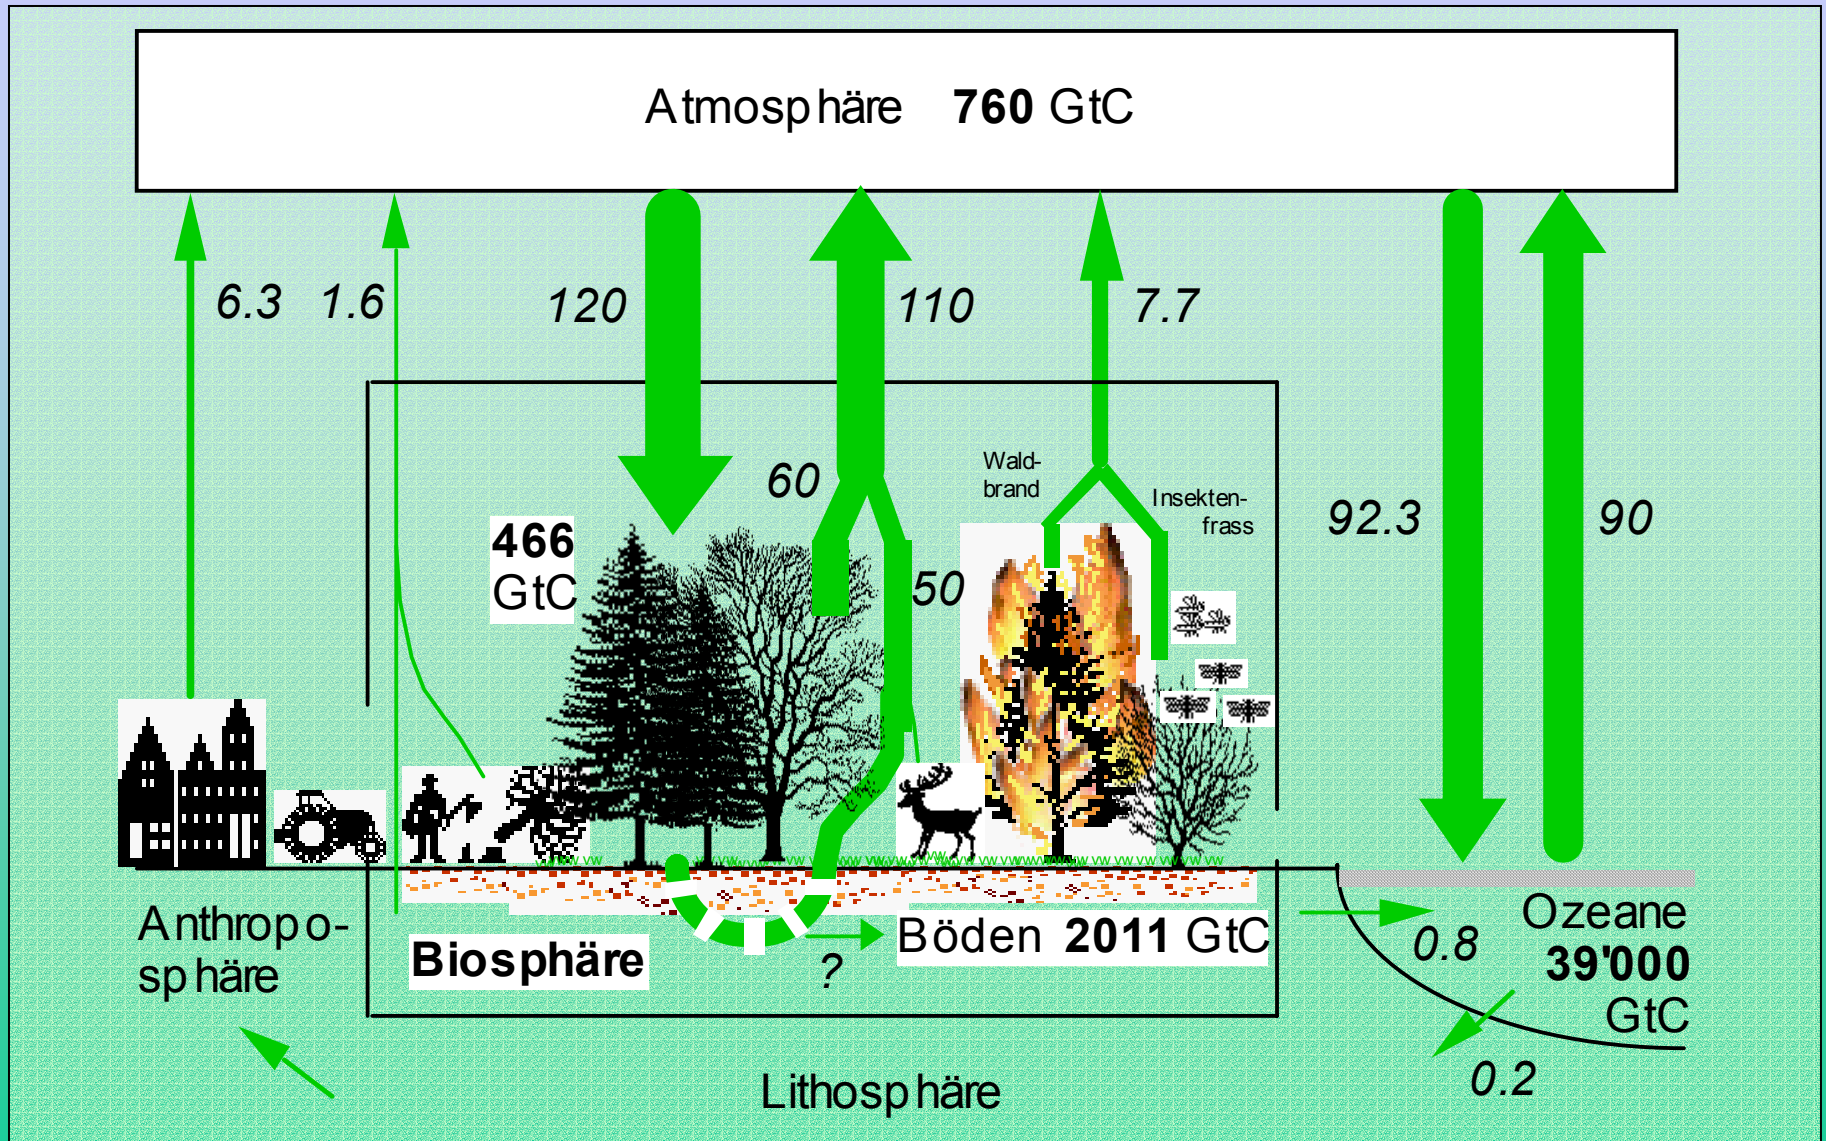 Atmosphäre 760 GtC
6.3
1.6
120
110
7.7
60
Wald-
brand
Insekten-
frass
92.3
90
466
GtC
50
Anthropo-
sphäre
Biosphäre
?
Böden 2011 GtC
0.8
Ozeane
39'000
GtC
0.2
Lithosphäre